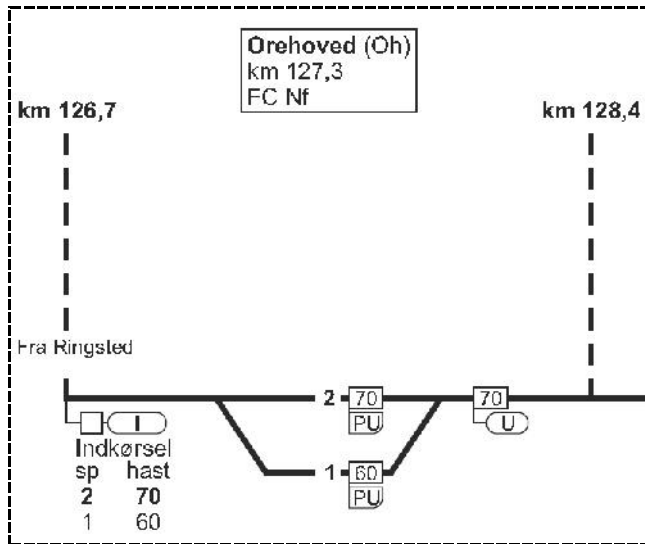 Orehoved (Oh)
km 127,3
FC Nf
km 126,7
km 128,4
Fra Ringsted
2 70 70
PU U
I
Indkørsel
1 60
sp hast
PU
2 70
1 60